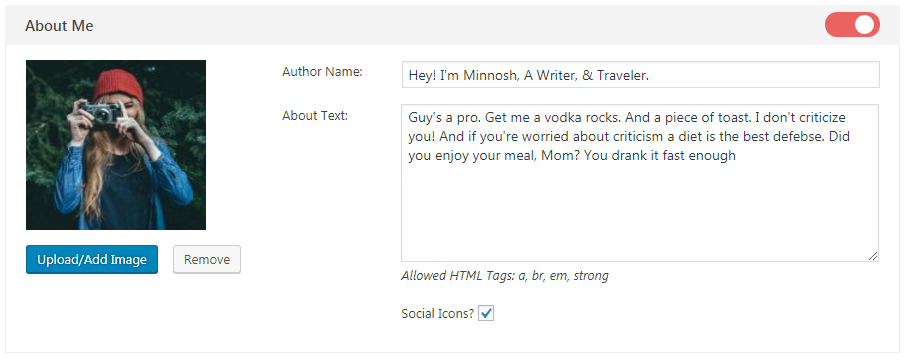 About Me
Author Name:
Hey! I'm Minnosh, A Writer, & Traveler.
About Text:
Guy's a pro. Get me a vodka rocks. And a piece of toast. I don't criticize
you! And if you're worried about criticism a diet is the best defebse. Did
you enjoy your meal, Mom? You drank it fast enough
Upload/Add Image
Remove
Allowed HTML Tags: a, br, em, strong
Social Icons?